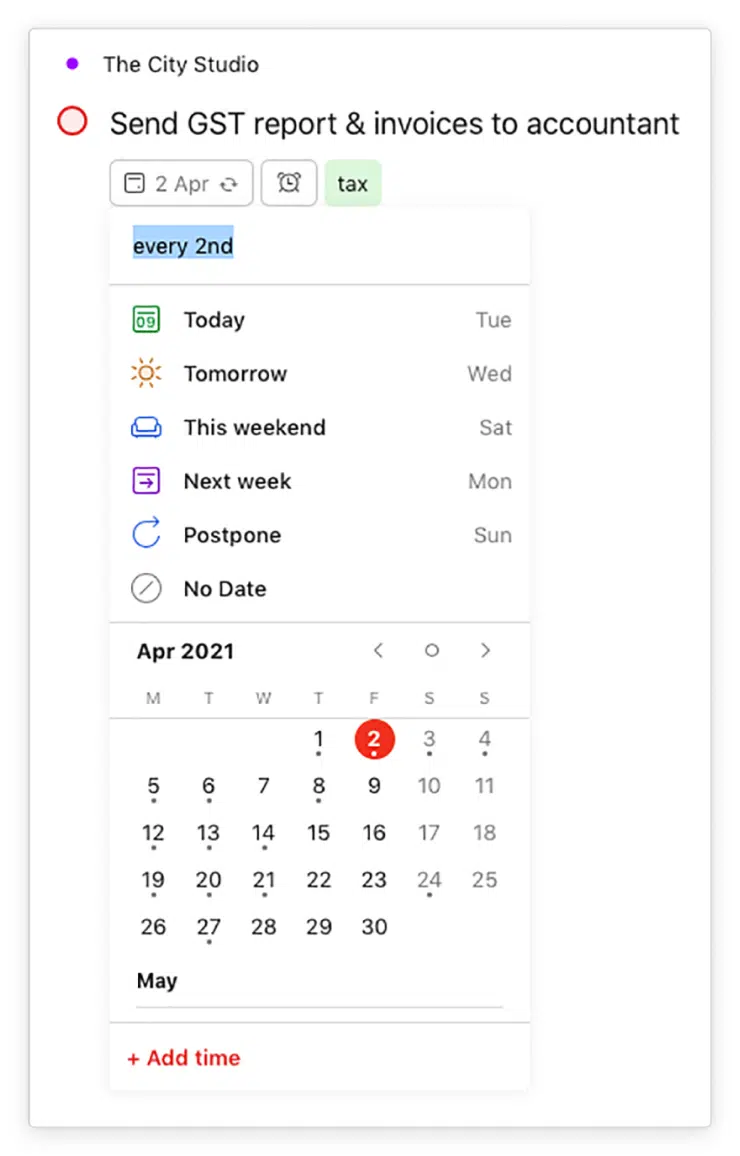 The City Studio
Send GST report & invoices to accountant
2 Apr tax
every 2nd
09 Today Tue
Tomorrow Wed
This weekend Sat
Next week Mon
Postpone Sun
No Date
Apr 2021
M T W T F S S
1 2 3 4
5 6 7 8 9 10 11
12 13 14 15 16 17 18
19 20 21 22 23 24 25
26 27 28 29 30
May
+ Add time